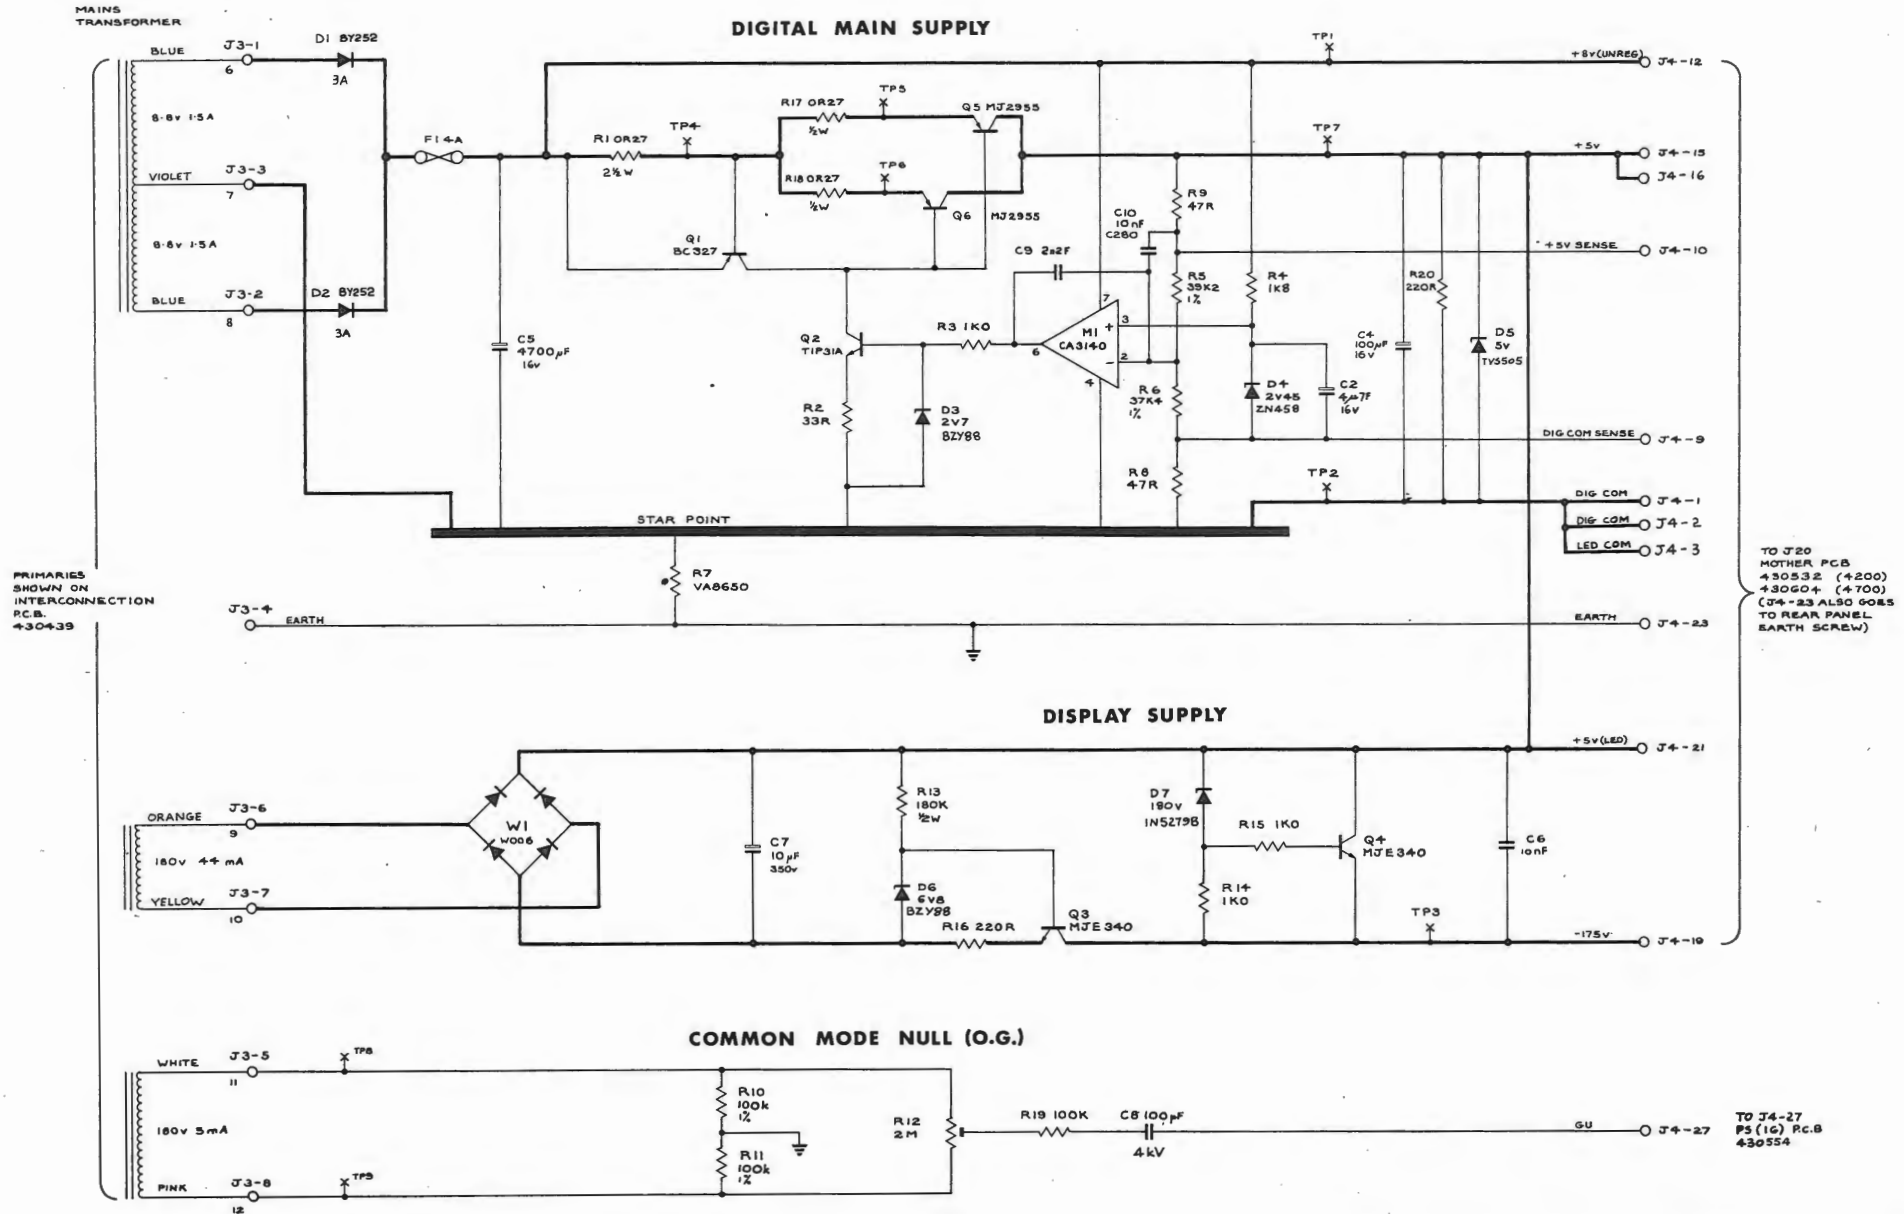 MAINS
TRANSFORMER
DIGITAL MAIN SUPPLY
BLUE
J3-1
6
D1 BY252
3A
8·8v 1·5A
F1 4A
VIOLET
J3-3
7
8·8v 1·5A
BLUE
J3-2
8
D2 BY252
3A
C5
4700µF
16v
R1 0R27
2½W
TP4
R17 0R27
½W
TP5
Q5 MJ2955
R18 0R27
½W
TP6
Q6 MJ2955
Q1
BC327
Q2
TIP31A
R2
33R
R3 1K0
D3
2V7
BZY88
C9 2n2F
C10
10nF
C280
7
M1
CA3140
+ 3
- 2
6
4
R9
47R
R5
39K2
1%
R6
37K4
1%
R8
47R
R4
1K8
D4
2V45
ZN458
C2
4µ7F
16v
TP1
+8v(UNREG)
J4-12
TP7
+5v
J4-15
J4-16
+5V SENSE
J4-10
R20
220R
C4
100µF
16v
D5
5v
TVS505
DIG COM SENSE
J4-9
TP2
DIG COM
J4-1
DIG COM
J4-2
LED COM
J4-3
STAR POINT
R7
VA8650
J3-4
EARTH
EARTH
J4-23
PRIMARIES
SHOWN ON
INTERCONNECTION
P.C.B.
430439
TO J20
MOTHER PCB
430532 (4200)
430604 (4700)
(J4-23 ALSO GOES
TO REAR PANEL
EARTH SCREW)
DISPLAY SUPPLY
+5v(LED)
J4-21
ORANGE
J3-6
9
180v 44mA
YELLOW
J3-7
10
W1
W006
C7
10µF
350v
R13
180K
½W
D6
6V8
BZY88
R16 220R
Q3
MJE340
D7
180v
1N5279B
R15 1K0
R14
1K0
Q4
MJE340
TP3
C6
10nF
-175v
J4-19
COMMON MODE NULL (O.G.)
WHITE
J3-5
11
TP8
180v 5mA
R10
100k
1%
R11
100k
1%
R12
2M
R19 100K
C8 100pF
4kV
GU
J4-27
TO J4-27
PS(16) P.C.B
430554
PINK
J3-8
12
TP9